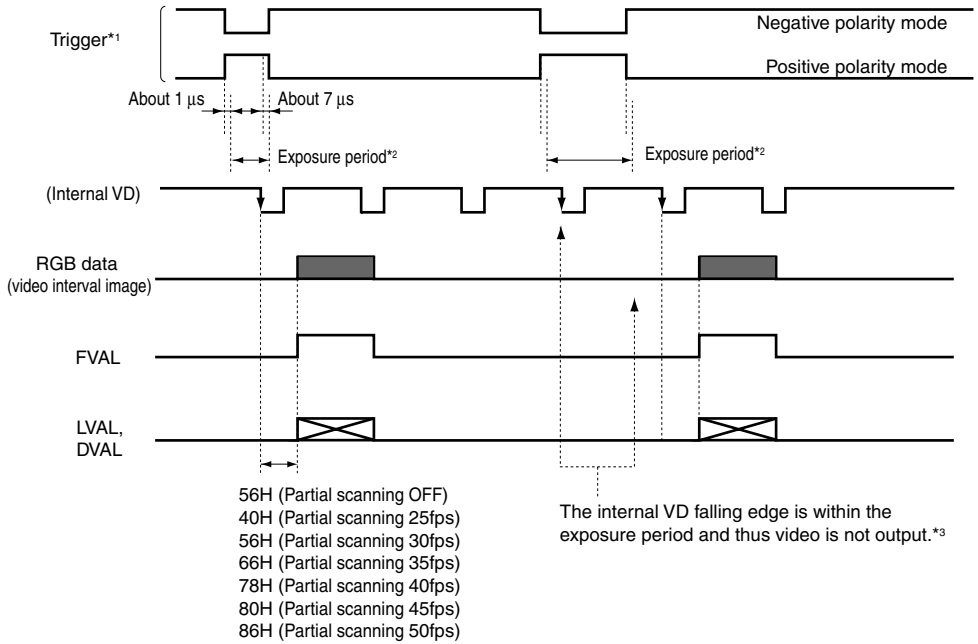 Negative polarity mode
Trigger*1
Positive polarity mode
About 1 μs
About 7 μs
Exposure period*2
Exposure period*2
(Internal VD)
RGB data
(video interval image)
FVAL
LVAL,
DVAL
56H (Partial scanning OFF)
40H (Partial scanning 25fps)
56H (Partial scanning 30fps)
66H (Partial scanning 35fps)
78H (Partial scanning 40fps)
80H (Partial scanning 45fps)
86H (Partial scanning 50fps)
The internal VD falling edge is within the
exposure period and thus video is not output.*3